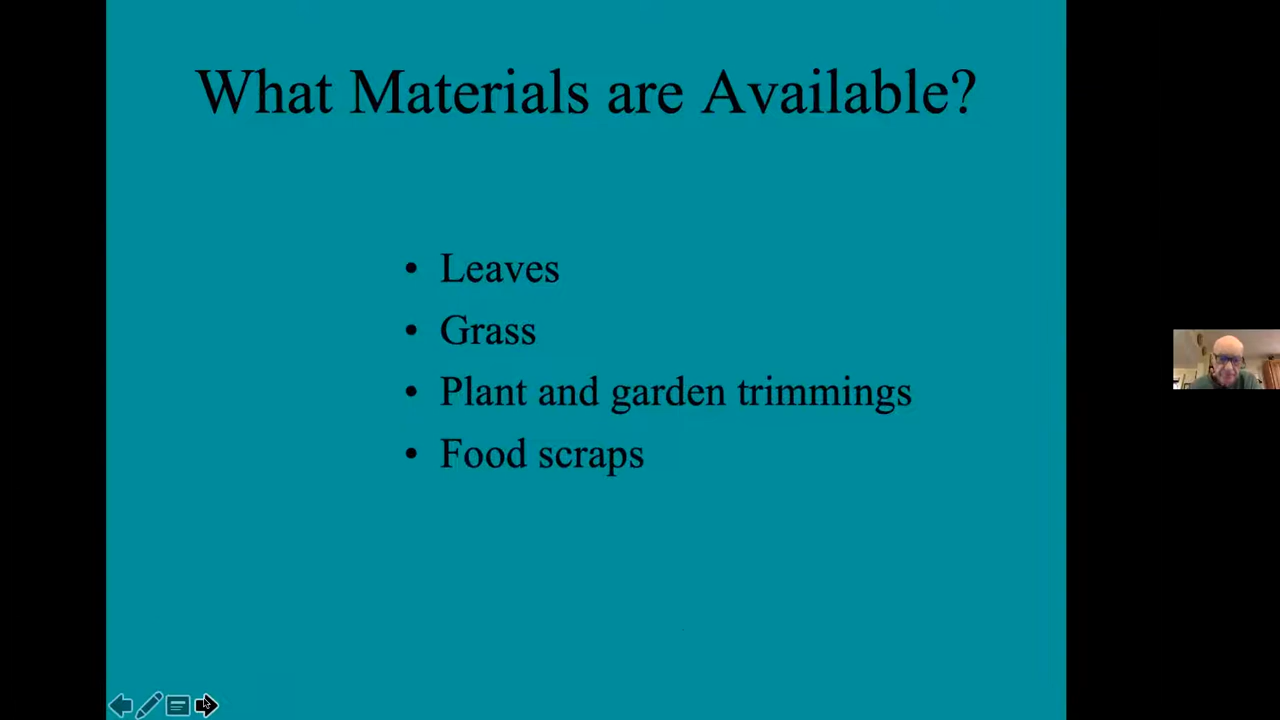 What Materials are Available?
• Leaves
• Grass
• Plant and garden trimmings
• Food scraps